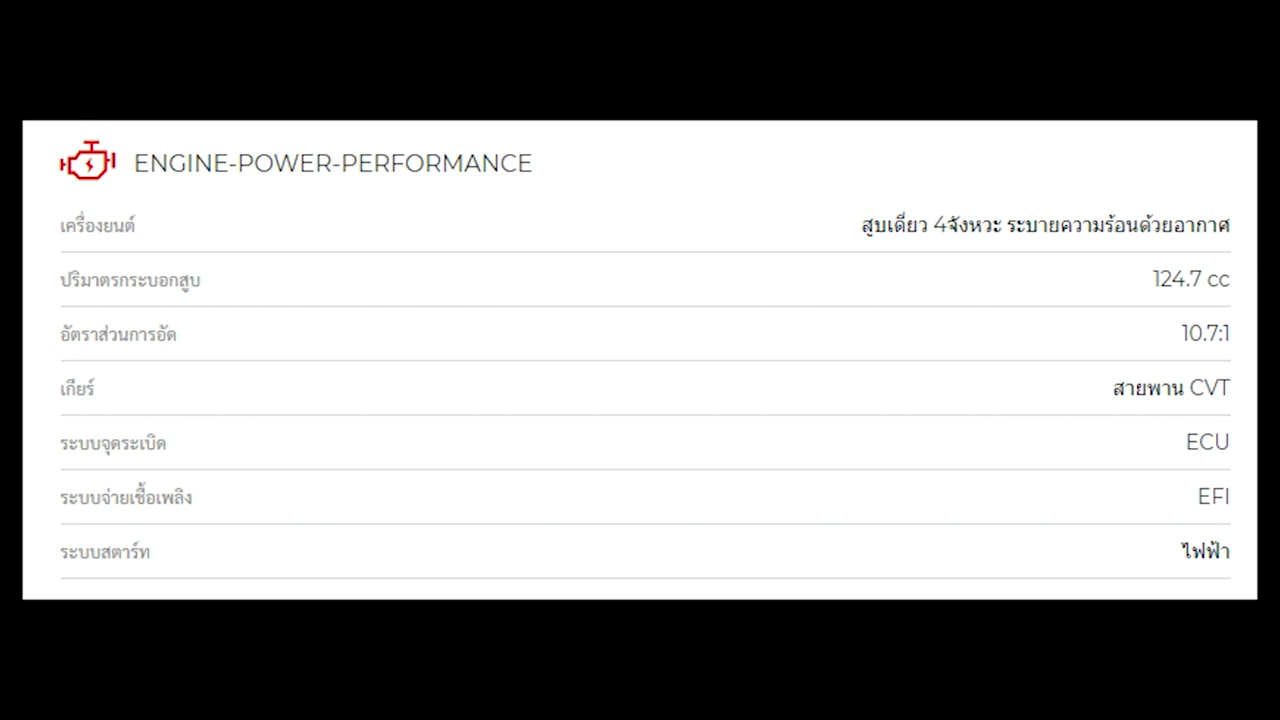 ENGINE-POWER-PERFORMANCE
เครื่องยนต์ สูบเดี่ยว 4จังหวะ ระบายความร้อนด้วยอากาศ
ปริมาตรกระบอกสูบ 124.7 cc
อัตราส่วนการอัด 10.7:1
เกียร์ สายพาน CVT
ระบบจุดระเบิด ECU
ระบบจ่ายเชื้อเพลิง EFI
ระบบสตาร์ท ไฟฟ้า